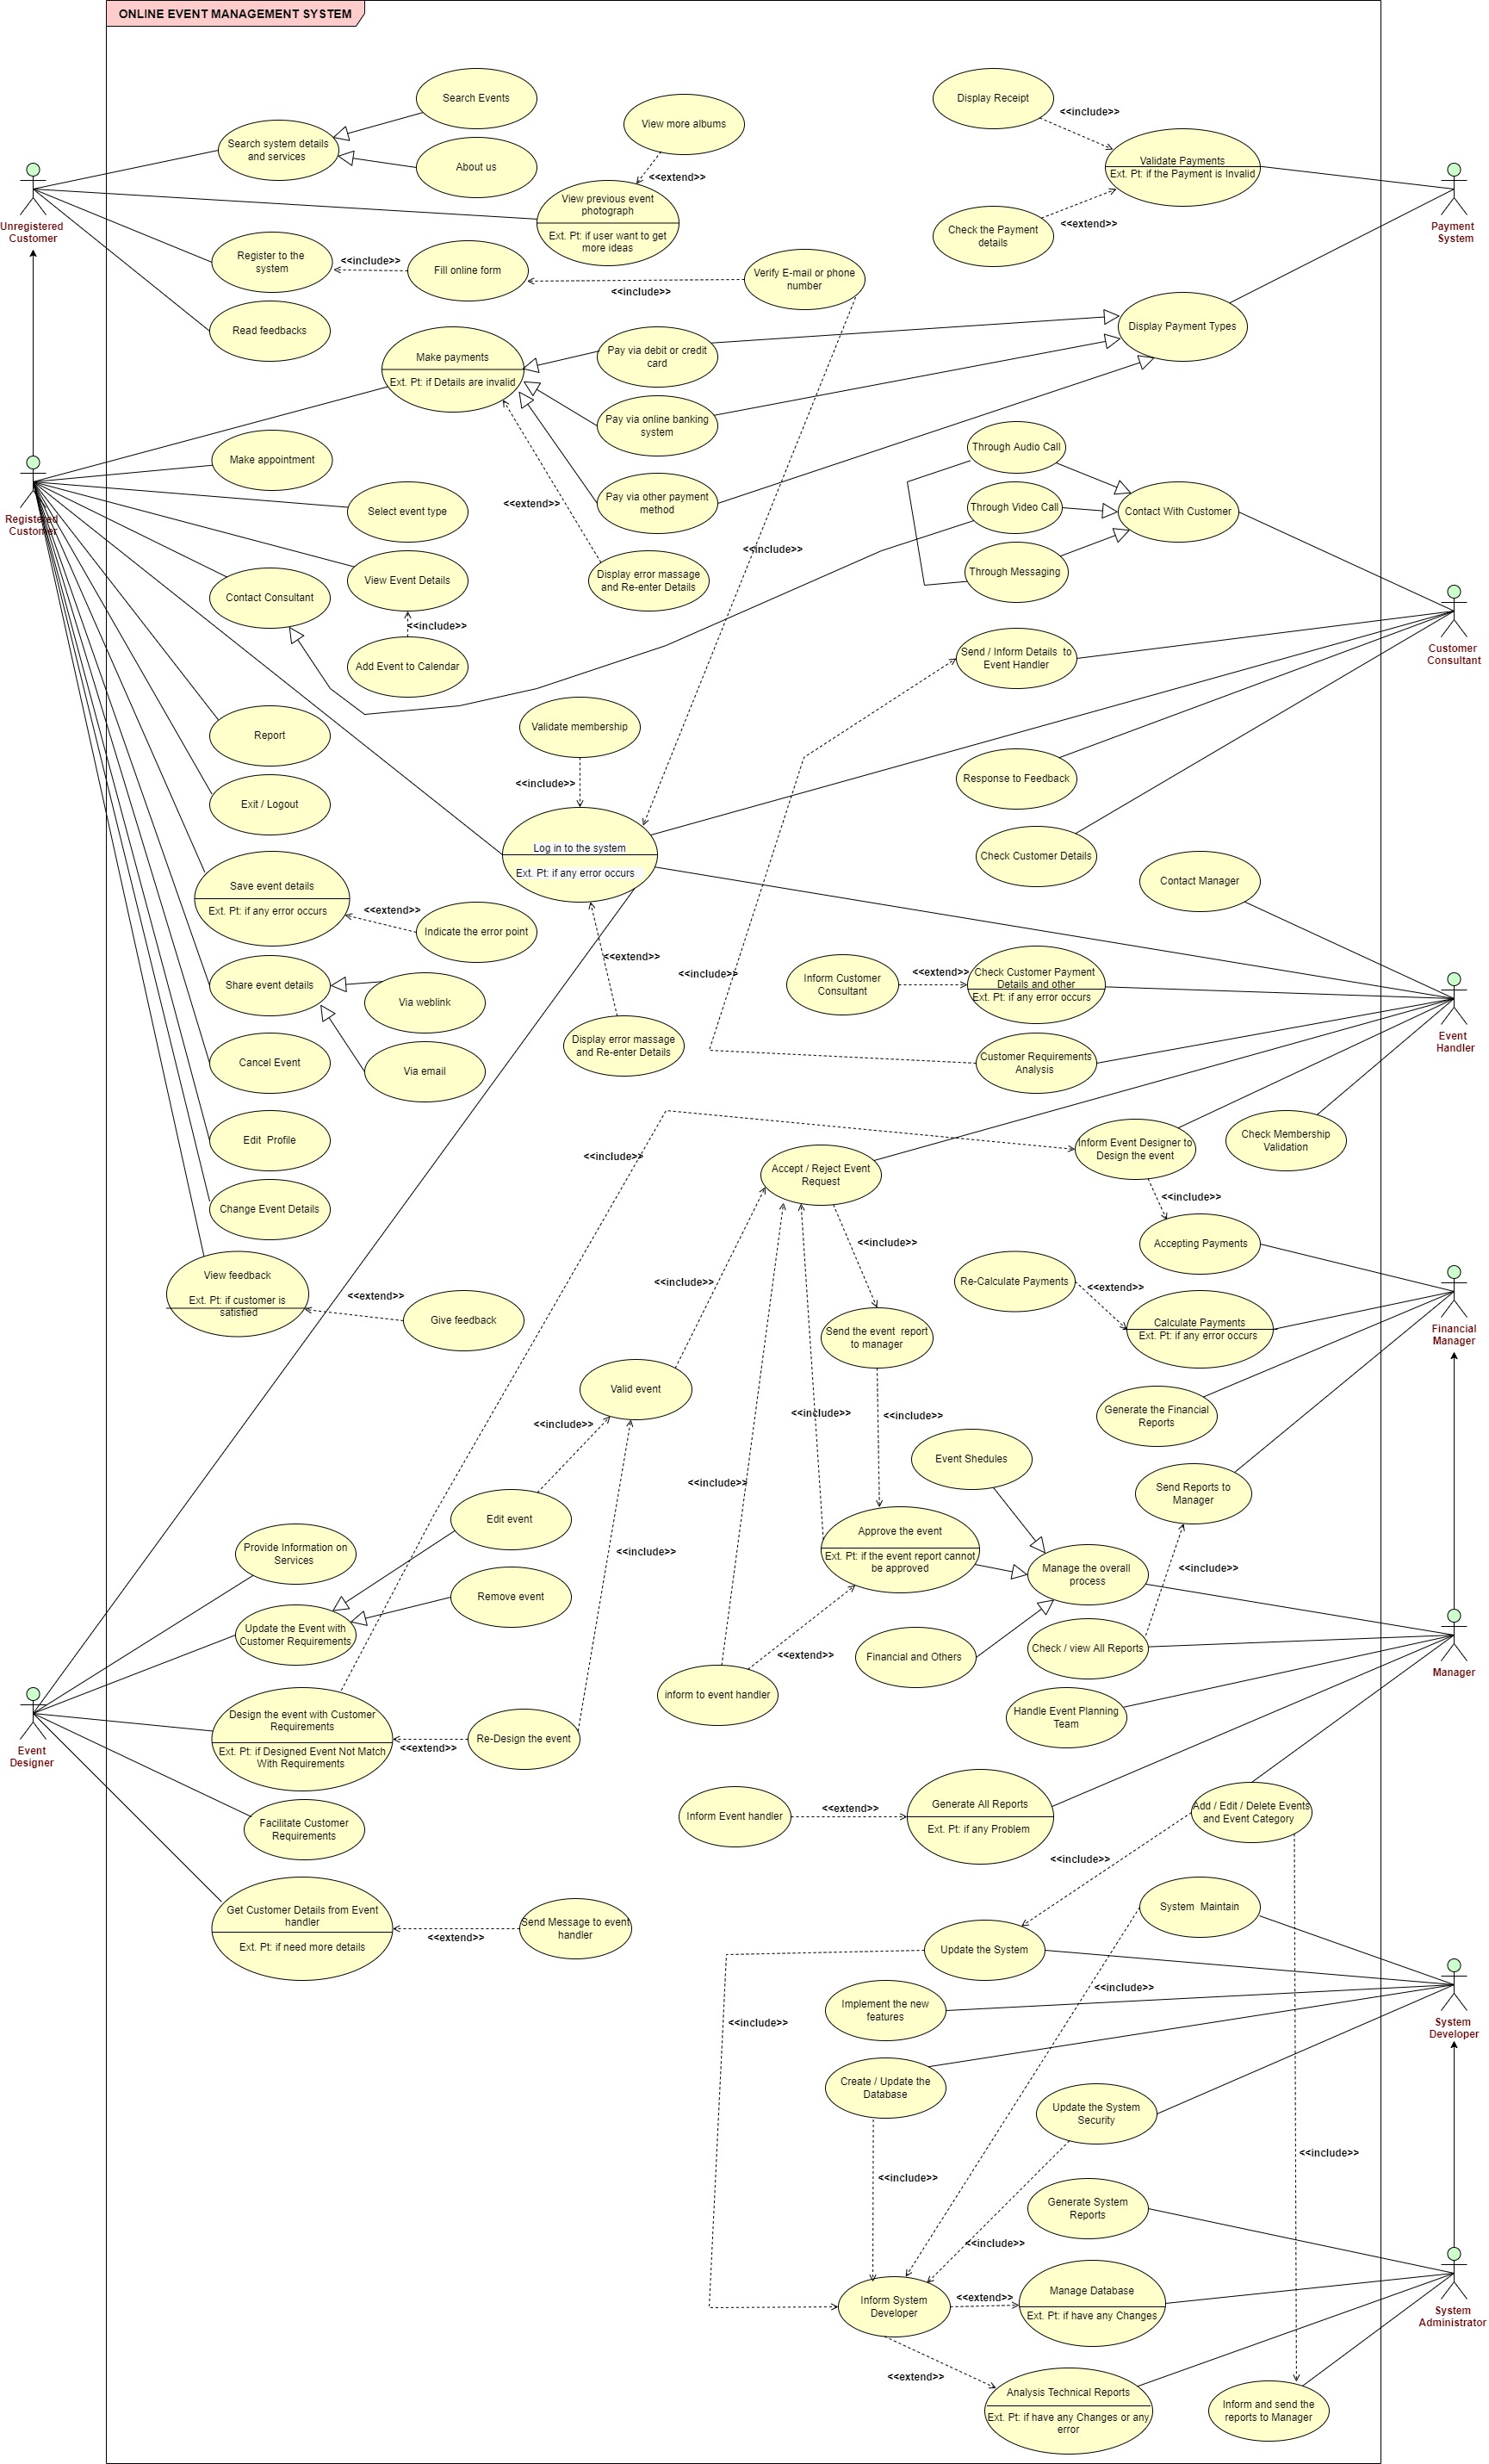 ONLINE EVENT MANAGEMENT SYSTEM
Search Events
Display Receipt
<<include>>
View more albums
Search system details
and services
About us
<<extend>>
Validate Payments
Ext. Pt: if the Payment is Invalid
View previous event
photograph
Ext. Pt: if user want to get
more ideas
Unregistered
Customer
Check the Payment
details
<<extend>>
Payment
System
Register to the
system
<<include>>
Fill online form
Verify E-mail or phone
number
<<include>>
Read feedbacks
Display Payment Types
Make payments
Ext. Pt: if Details are invalid
Pay via debit or credit
card
Pay via online banking
system
Make appointment
Through Audio Call
Select event type
<<extend>>
Pay via other payment
method
Through Video Call
Contact With Customer
Registered
Customer
<<include>>
View Event Details
Display error massage
and Re-enter Details
Through Messaging
Contact Consultant
<<include>>
Add Event to Calendar
Send / Inform Details  to
Event Handler
Customer
Consultant
Report
Validate membership
<<include>>
Response to Feedback
Exit / Logout
Log in to the system
Ext. Pt: if any error occurs
Check Customer Details
Contact Manager
Save event details
Ext. Pt: if any error occurs
<<extend>>
Indicate the error point
<<extend>>
<<include>>
Inform Customer
Consultant
<<extend>>
Check Customer Payment
Details and other
Ext. Pt: if any error occurs
Share event details
Via weblink
Event
Handler
Display error massage
and Re-enter Details
Customer Requirements
Analysis
Cancel Event
Via email
Edit  Profile
<<include>>
Inform Event Designer to
Design the event
Check Membership
Validation
Accept / Reject Event
Request
<<include>>
Change Event Details
<<include>>
Accepting Payments
View feedback
Ext. Pt: if customer is
satisfied
<<extend>>
Give feedback
<<include>>
Re-Calculate Payments
<<extend>>
Calculate Payments
Ext. Pt: if any error occurs
Financial
Manager
Send the event  report
to manager
Valid event
<<include>>
<<include>>
<<include>>
Generate the Financial
Reports
Event Shedules
<<include>>
Send Reports to
Manager
Edit event
Provide Information on
Services
<<include>>
Approve the event
Ext. Pt: if the event report cannot
be approved
Manage the overall
process
<<include>>
Remove event
Update the Event with
Customer Requirements
<<extend>>
Financial and Others
Check / view All Reports
Manager
inform to event handler
Design the event with Customer
Requirements
Ext. Pt: if Designed Event Not Match
With Requirements
<<extend>>
Re-Design the event
Handle Event Planning
Team
Event
Designer
Inform Event handler
<<extend>>
Generate All Reports
Ext. Pt: if any Problem
Add / Edit / Delete Events
and Event Category
Facilitate Customer
Requirements
<<include>>
Get Customer Details from Event
handler
Ext. Pt: if need more details
<<extend>>
Send Message to event
handler
System  Maintain
Update the System
<<include>>
Implement the new
features
<<include>>
System
Developer
Create / Update the
Database
Update the System
Security
<<include>>
<<include>>
Generate System
Reports
<<include>>
Inform System
Developer
<<extend>>
Manage Database
Ext. Pt: if have any Changes
System
Administrator
<<extend>>
Analysis Technical Reports
Ext. Pt: if have any Changes or any
error
Inform and send the
reports to Manager